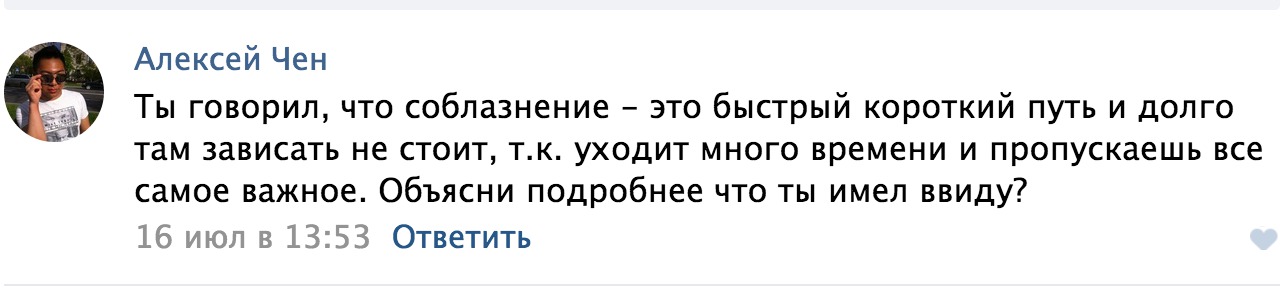 Алексей Чен
Ты говорил, что соблазнение – это быстрый короткий путь и долго
там зависать не стоит, т.к. уходит много времени и пропускаешь все
самое важное. Объясни подробнее что ты имел ввиду?
16 июл в 13:53 Ответить